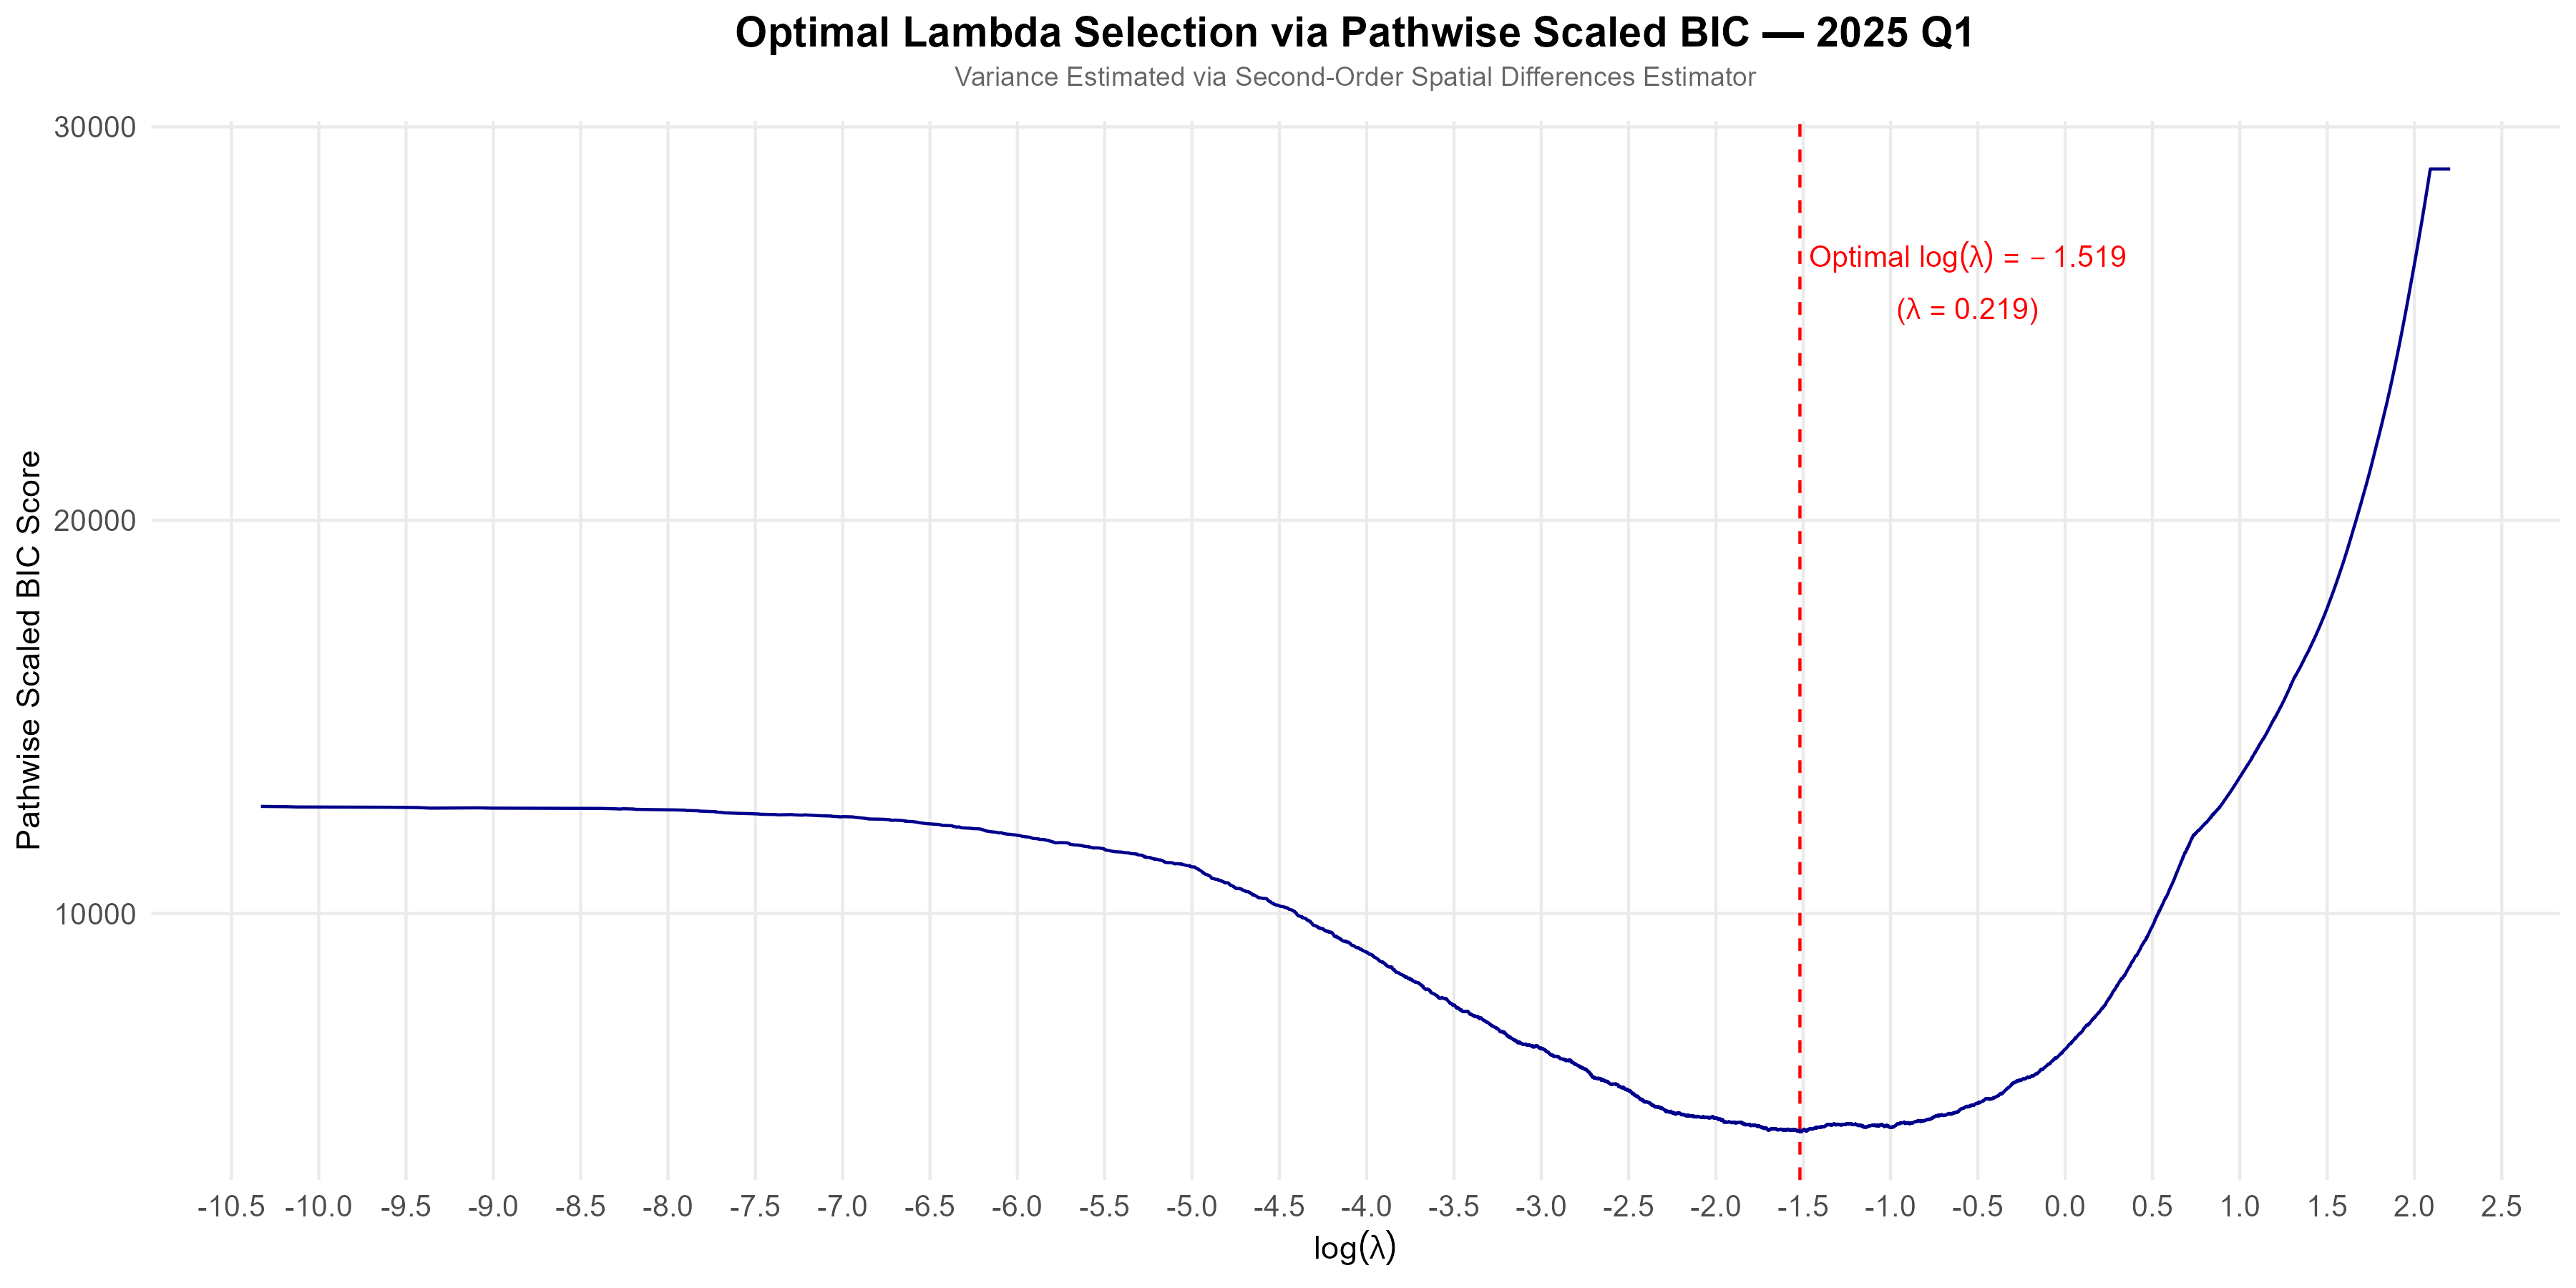 Optimal Lambda Selection via Pathwise Scaled BIC — 2025 Q1
Variance Estimated via Second-Order Spatial Differences Estimator
Pathwise Scaled BIC Score
30000
20000
10000
Optimal log(λ) = − 1.519
(λ = 0.219)
-10.5 -10.0 -9.5 -9.0 -8.5 -8.0 -7.5 -7.0 -6.5 -6.0 -5.5 -5.0 -4.5 -4.0 -3.5 -3.0 -2.5 -2.0 -1.5 -1.0 -0.5 0.0 0.5 1.0 1.5 2.0 2.5
log(λ)